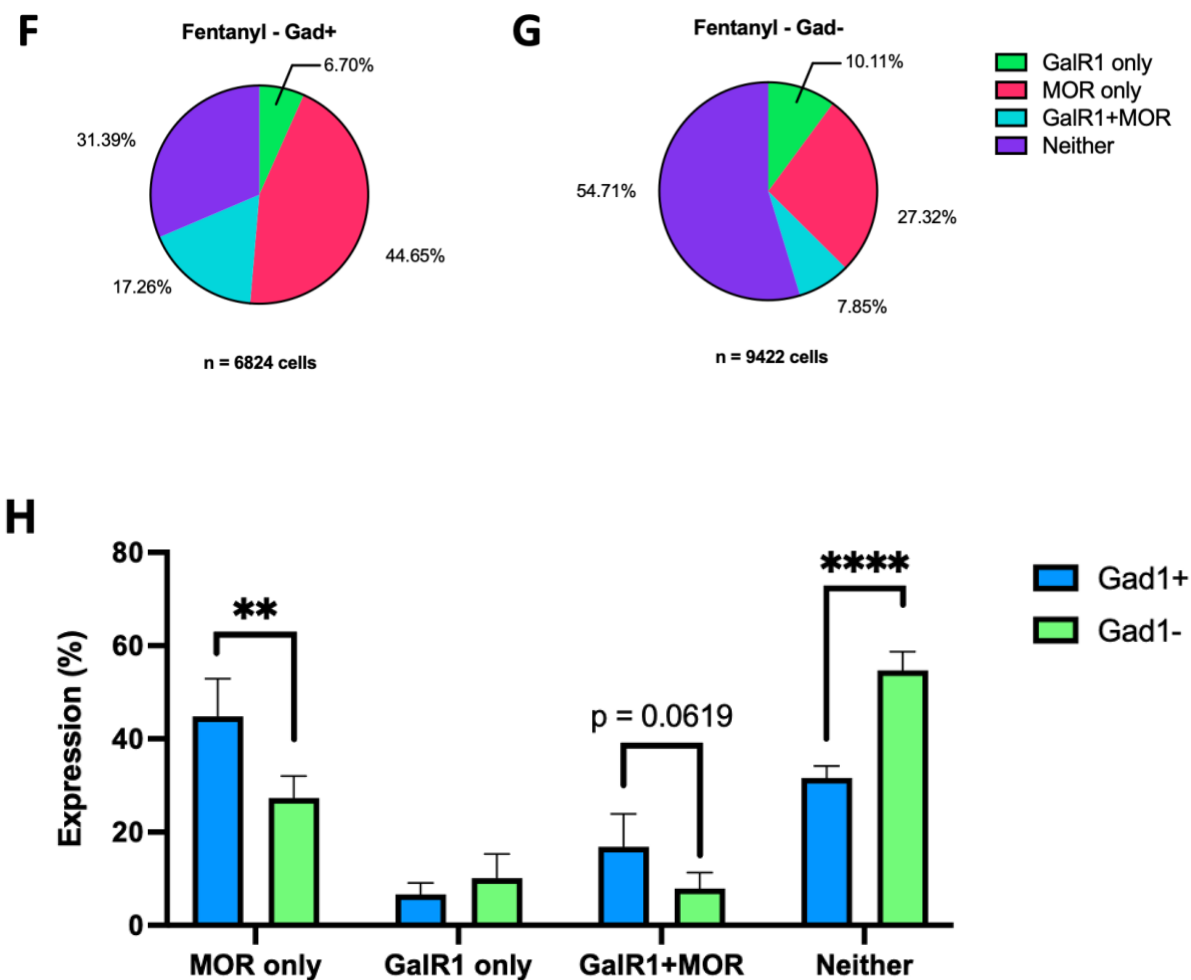 F
Fentanyl - Gad+
6.70%
31.39%
44.65%
17.26%
n = 6824 cells
G
Fentanyl - Gad-
10.11%
54.71%
27.32%
7.85%
n = 9422 cells
GalR1 only
MOR only
GalR1+MOR
Neither
H
Expression (%)
80
60
40
20
0
**
p = 0.0619
****
MOR only
GalR1 only
GalR1+MOR
Neither
Gad1+
Gad1-